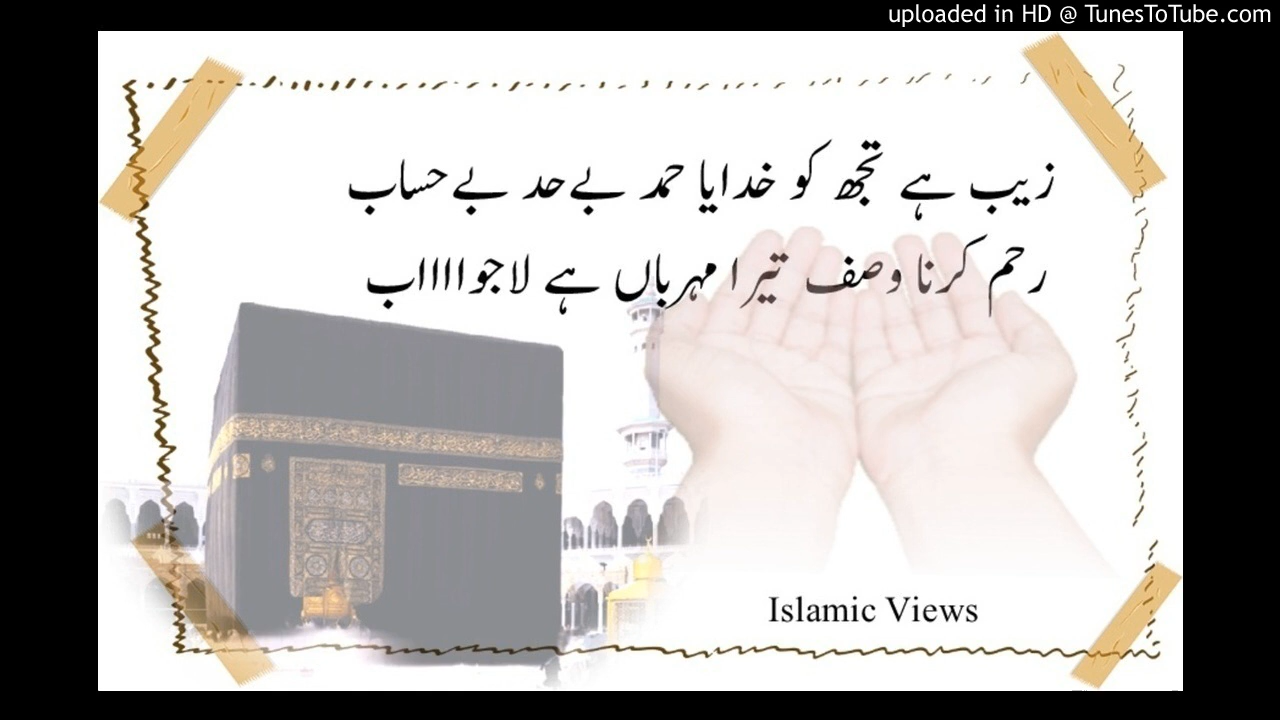 uploaded in HD @ TunesToTube.com
زیب ہے تجھ کو خدایا حمد بے حد بے حساب
رحم کرنا وصف تیرا مہرباں ہے لاجواااااب
Islamic Views